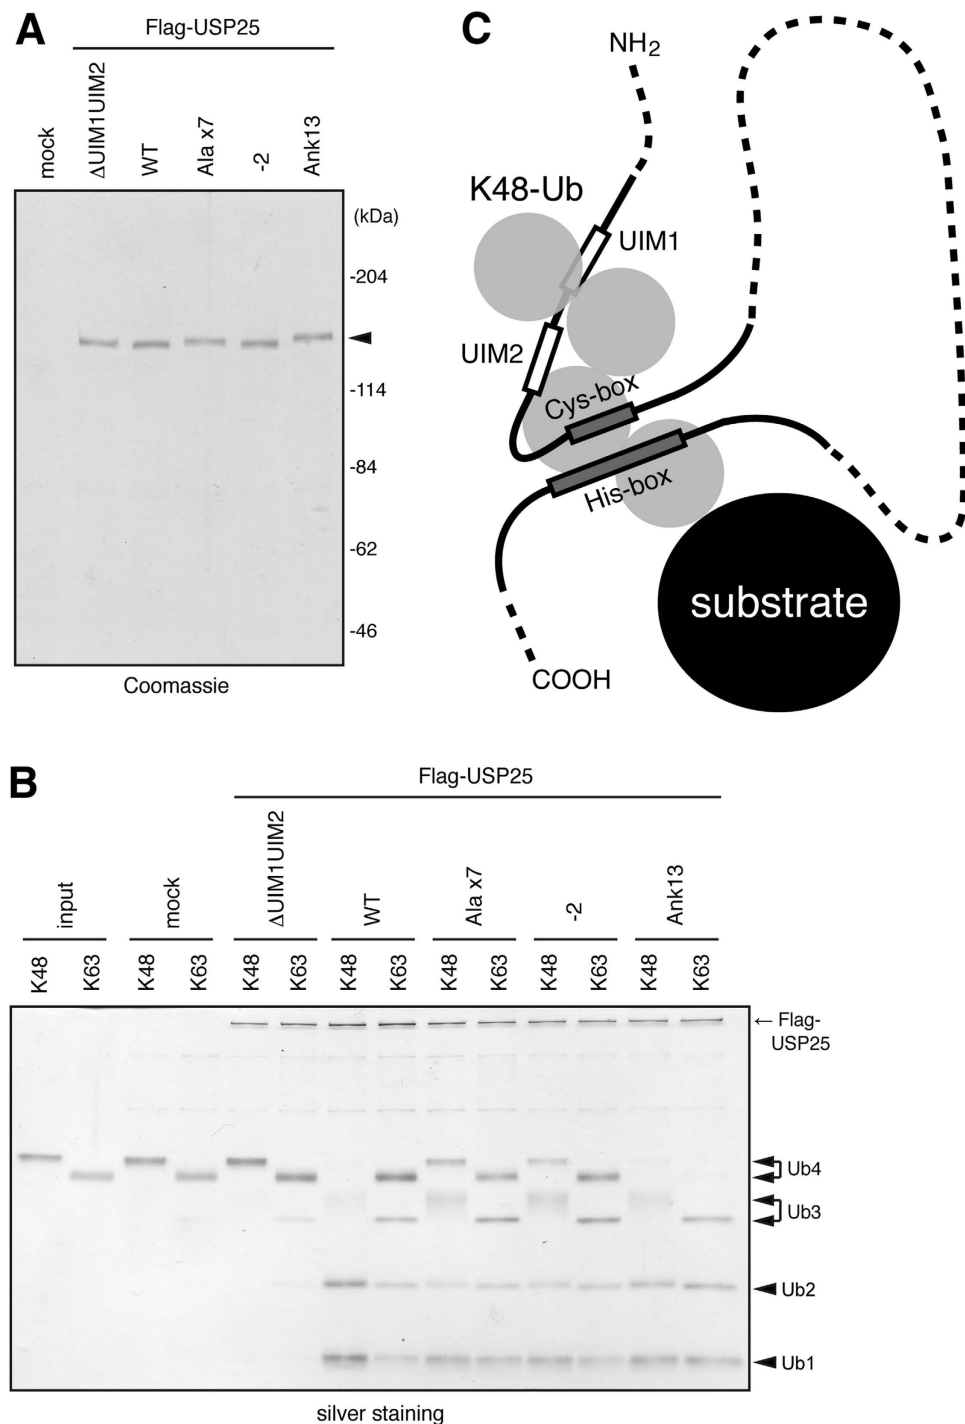 A
Flag-USP25
mock
ΔUIM1UIM2
WT
Ala x7
-2
Ank13
(kDa)
-204
-114
-84
-62
-46
Coomassie
C
NH2
K48-Ub
UIM1
UIM2
Cys-box
His-box
substrate
COOH
B
Flag-USP25
input
mock
ΔUIM1UIM2
WT
Ala x7
-2
Ank13
K48 K63 K48 K63 K48 K63 K48 K63 K48 K63 K48 K63 K48 K63
← Flag-
USP25
Ub4
Ub3
Ub2
Ub1
silver staining